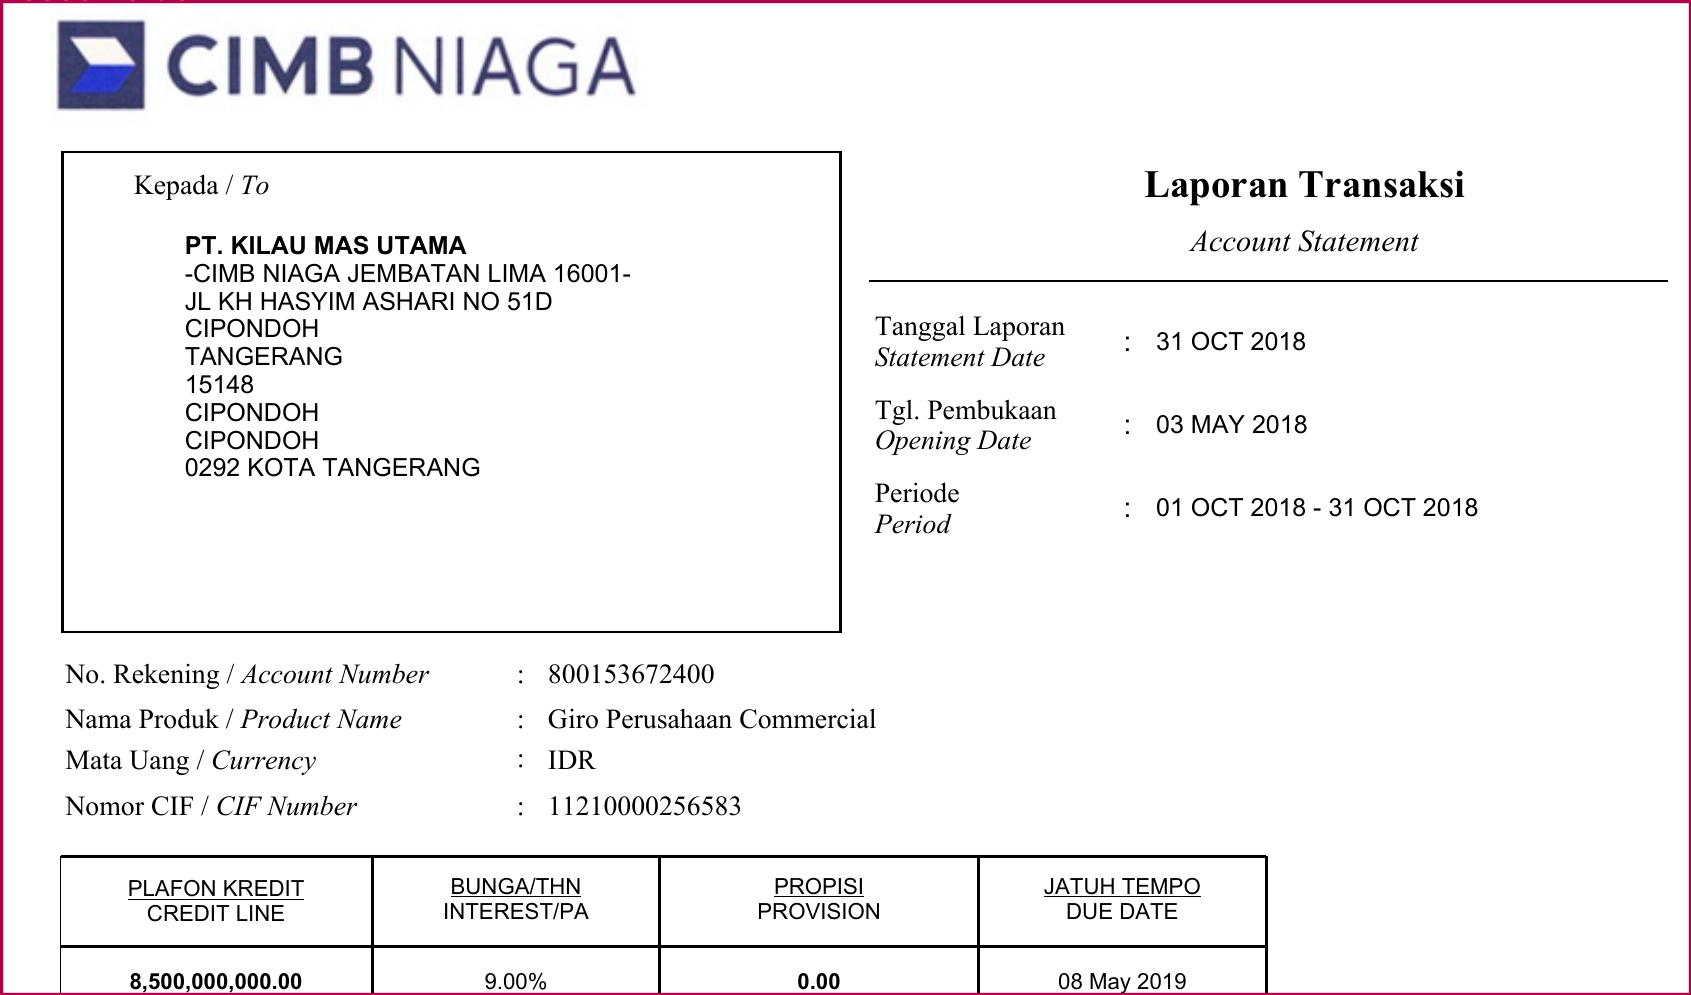 CIMB NIAGA
Kepada / To
PT. KILAU MAS UTAMA
-CIMB NIAGA JEMBATAN LIMA 16001-
JL KH HASYIM ASHARI NO 51D
CIPONDOH
TANGERANG
15148
CIPONDOH
CIPONDOH
0292 KOTA TANGERANG
Laporan Transaksi
Account Statement
Tanggal Laporan
Statement Date : 31 OCT 2018
Tgl. Pembukaan
Opening Date : 03 MAY 2018
Periode
Period : 01 OCT 2018 - 31 OCT 2018
No. Rekening / Account Number : 800153672400
Nama Produk / Product Name : Giro Perusahaan Commercial
Mata Uang / Currency : IDR
Nomor CIF / CIF Number : 11210000256583
PLAFON KREDIT BUNGA/THN PROPISI JATUH TEMPO
CREDIT LINE INTEREST/PA PROVISION DUE DATE
8,500,000,000.00 9.00% 0.00 08 May 2019